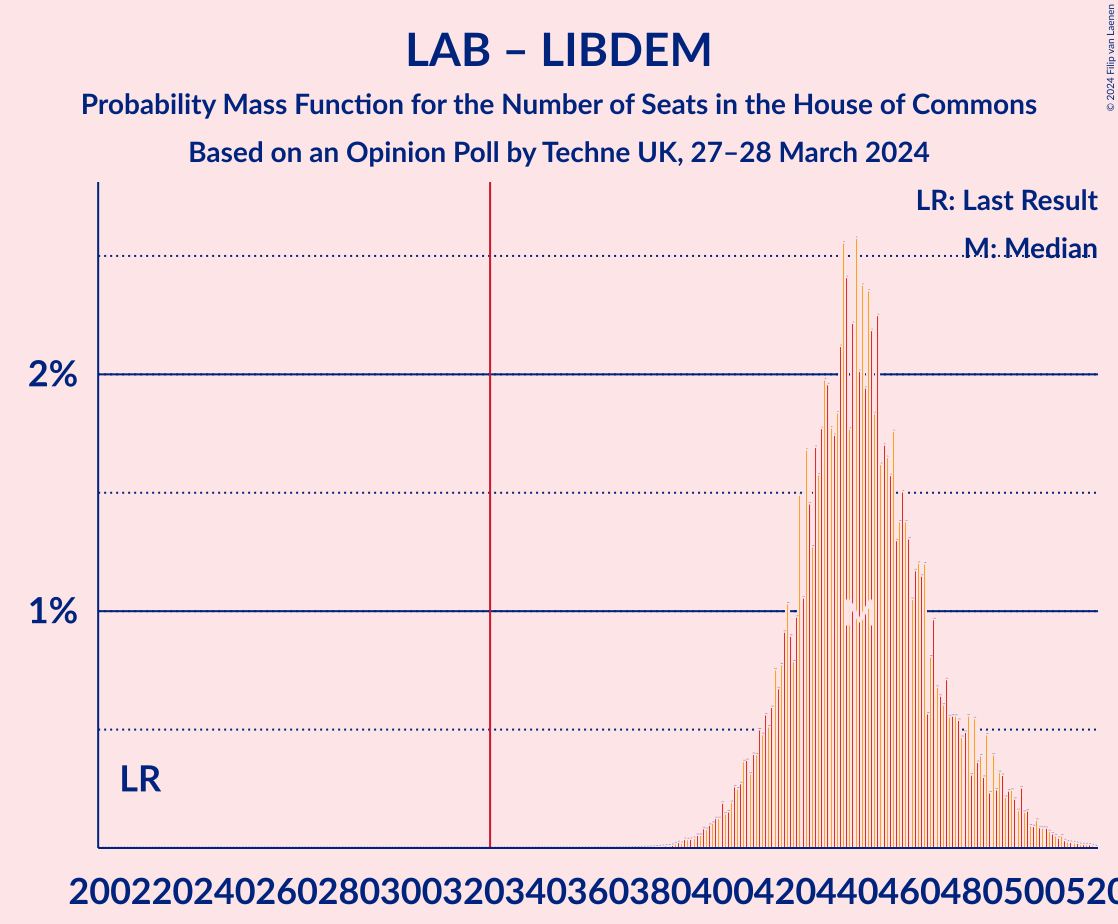 LAB – LIBDEM
Probability Mass Function for the Number of Seats in the House of Commons
Based on an Opinion Poll by Techne UK, 27–28 March 2024
© 2024 Filip van Laenen
LR: Last Result
M: Median
2%
1%
M
LR
200220240260280300320340360380400420440460480500520